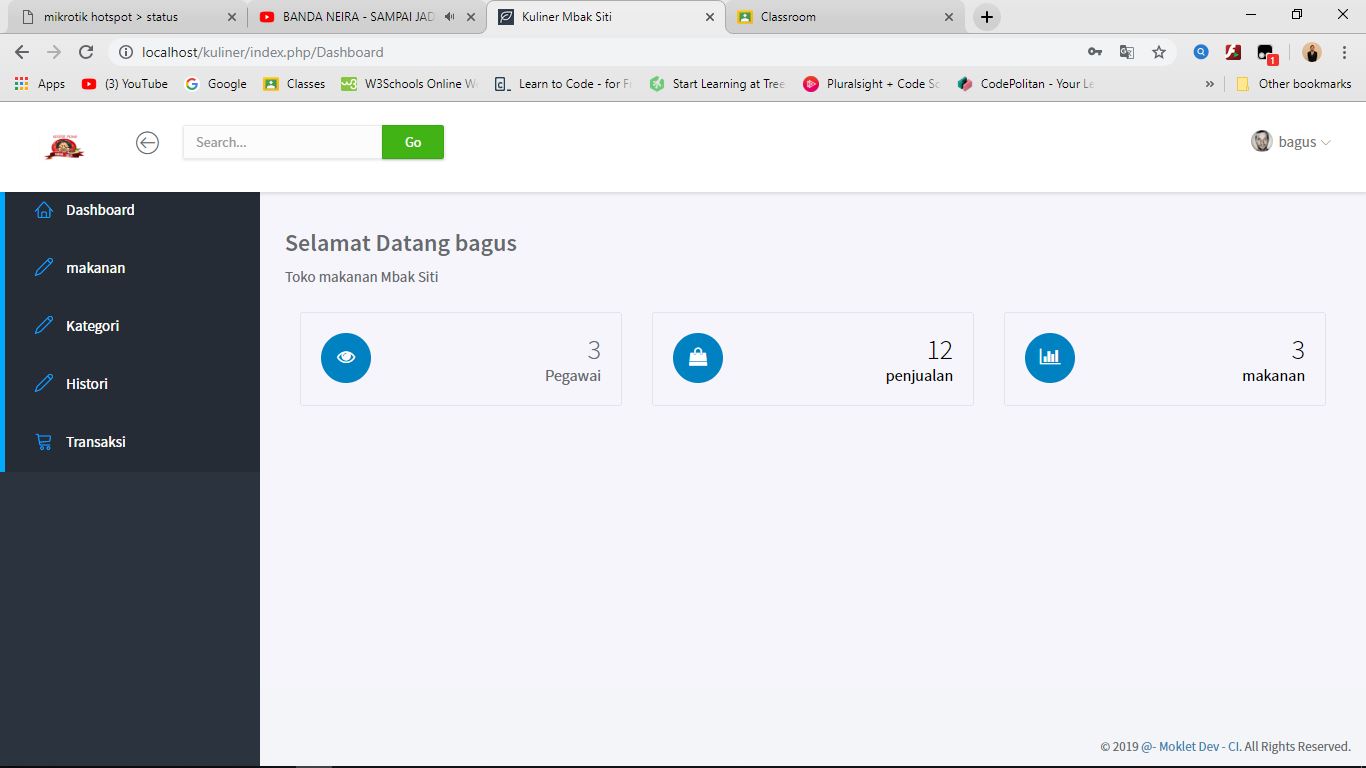 mikrotik hotspot > status
BANDA NEIRA - SAMPAI JAD
Kuliner Mbak Siti
Classroom
localhost/kuliner/index.php/Dashboard
1
Apps
(3) YouTube
Google
Classes
W3Schools Online W
Learn to Code - for F
Start Learning at Tree
Pluralsight + Code Sc
CodePolitan - Your Le
»
Other bookmarks
Search...
Go
bagus
Dashboard
makanan
Kategori
Histori
Transaksi
Selamat Datang bagus
Toko makanan Mbak Siti
3
Pegawai
12
penjualan
3
makanan
© 2019 @- Moklet Dev - CI. All Rights Reserved.